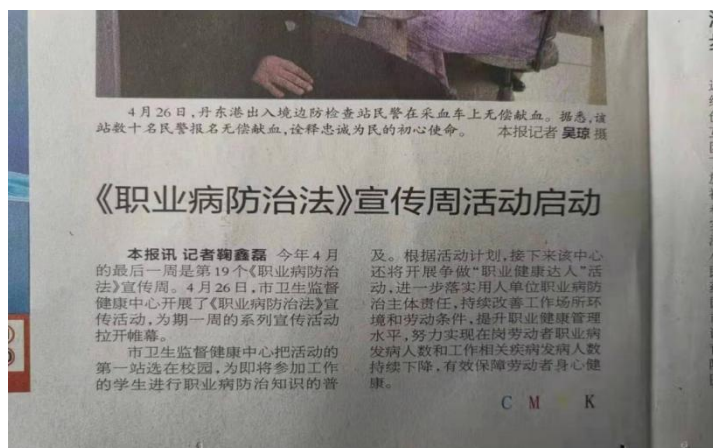 4月26日,丹东港出入境边防检查站民警在采血车上无偿献血。据悉,该
站数十名民警报名无偿献血,诠释忠诚为民的初心使命。 本报记者 吴琼 摄
《职业病防治法》宣传周活动启动
本报讯 记者鞠鑫磊 今年4月
的最后一周是第19个《职业病防治
法》宣传周。4月26日,市卫生监督
健康中心开展了《职业病防治法》宣
传活动,为期一周的系列宣传活动
拉开帷幕。
市卫生监督健康中心把活动的
第一站选在校园,为即将参加工作
的学生进行职业病防治知识的普
及。根据活动计划,接下来该中心
还将开展争做“职业健康达人”活
动,进一步落实用人单位职业病防
治主体责任,持续改善工作场所环
境和劳动条件,提升职业健康管理
水平,努力实现在岗劳动者职业病
发病人数和工作相关疾病发病人数
持续下降,有效保障劳动者身心健
康。
C M K